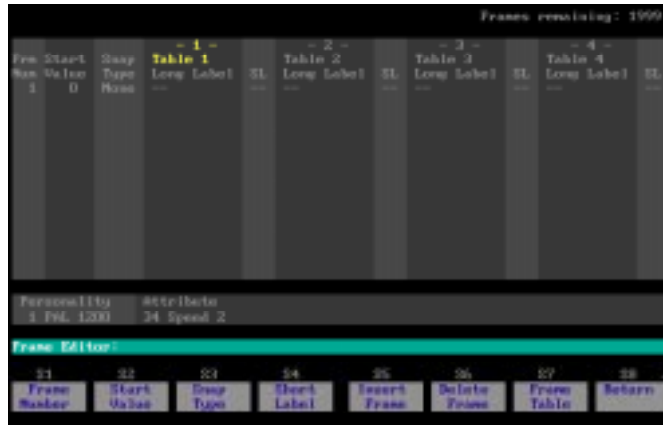 Frames remaining: 1999
- 1 - - 2 - - 3 - - 4 -
Frm Start Snap Table 1 Table 2 Table 3 Table 4
Num Value Type Long Label SL Long Label SL Long Label SL Long Label SL
1 0 None -- -- -- -- -- -- -- --
Personality Attribute
1 PAL 1200 34 Speed 2
Frame Editor:
S1 S2 S3 S4 S5 S6 S7 S8
Frame Start Snap Short Insert Delete Frame Return
Number Value Type Label Frame Frame Table